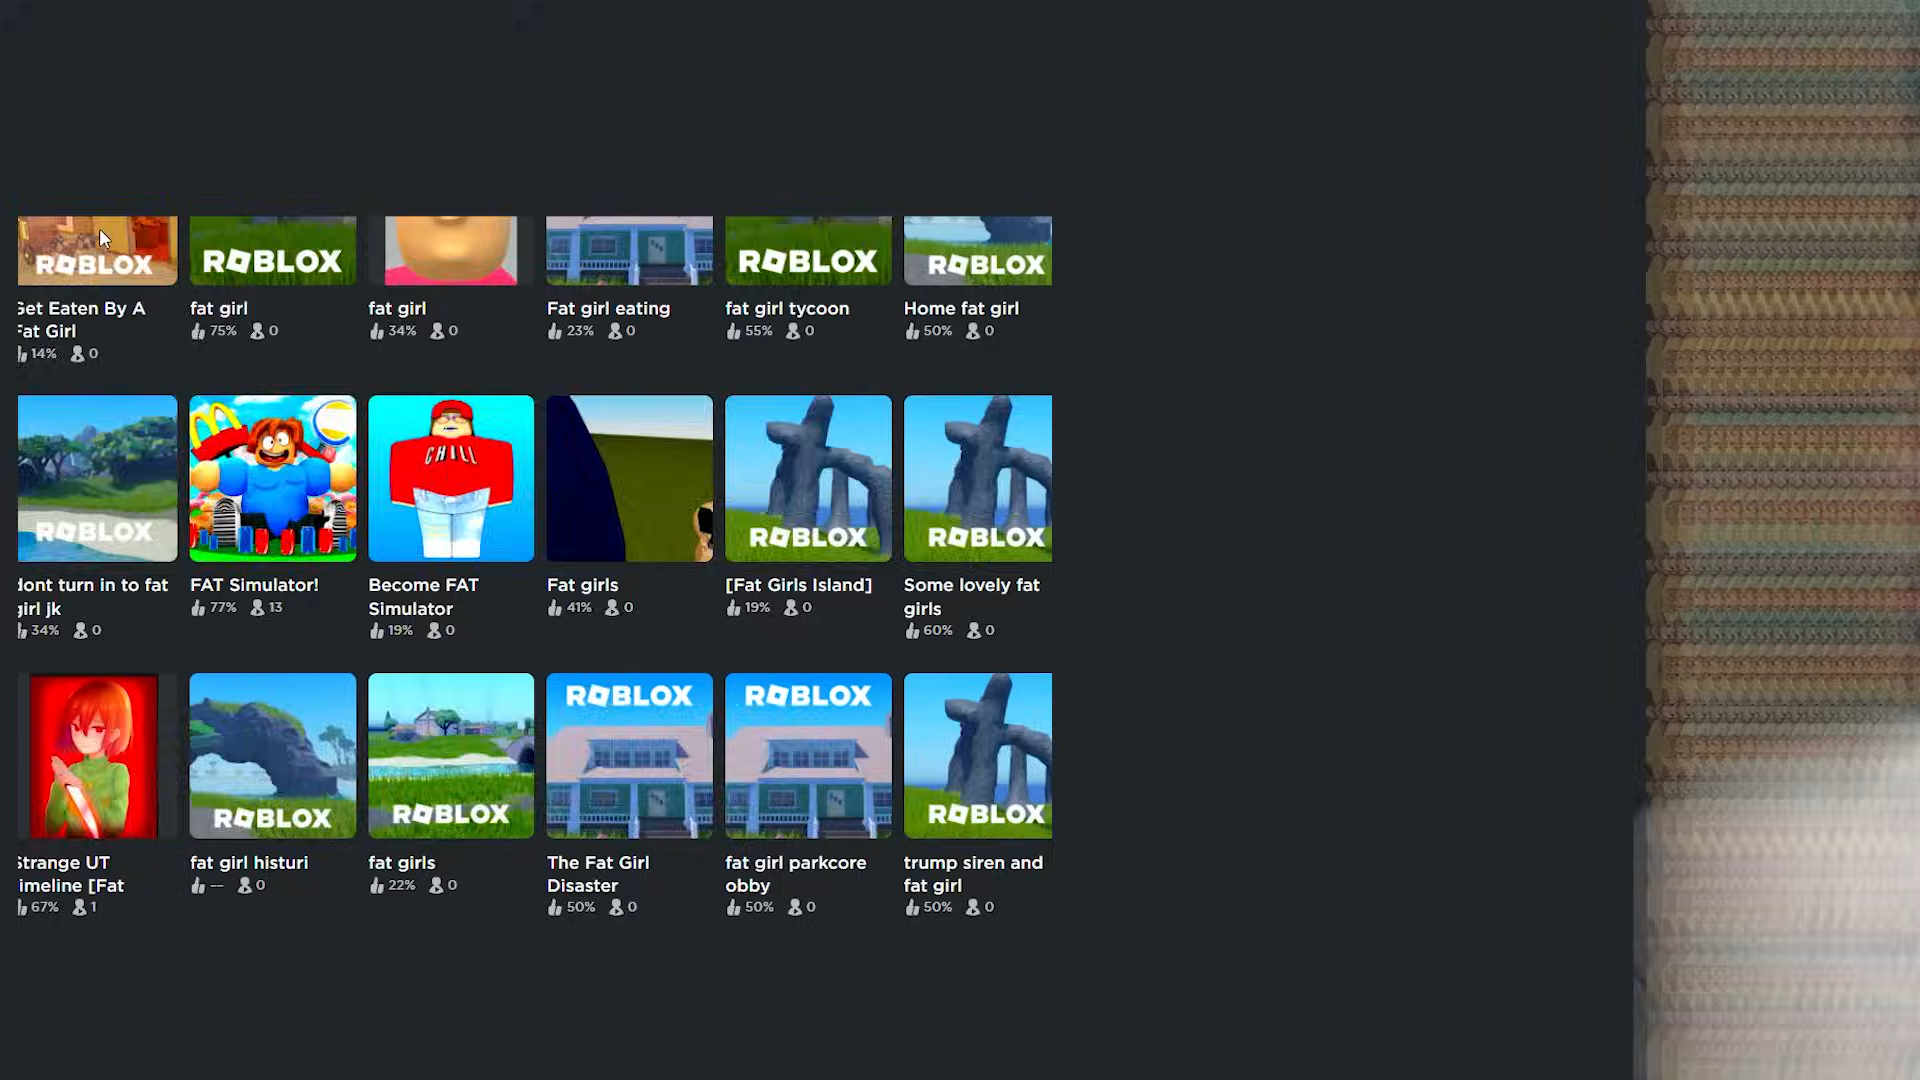 ROBLOX
ROBLOX
ROBLOX
ROBLOX
Get Eaten By A
Fat Girl
14% 0
fat girl
75% 0
fat girl
34% 0
Fat girl eating
23% 0
fat girl tycoon
55% 0
Home fat girl
50% 0
CHILL
ROBLOX
ROBLOX
ROBLOX
dont turn in to fat
girl jk
34% 0
FAT Simulator!
77% 13
Become FAT
Simulator
19% 0
Fat girls
41% 0
[Fat Girls Island]
19% 0
Some lovely fat
girls
60% 0
ROBLOX
ROBLOX
ROBLOX
ROBLOX
ROBLOX
Strange UT
timeline [Fat
67% 1
fat girl histuri
-- 0
fat girls
22% 0
The Fat Girl
Disaster
50% 0
fat girl parkcore
obby
50% 0
trump siren and
fat girl
50% 0